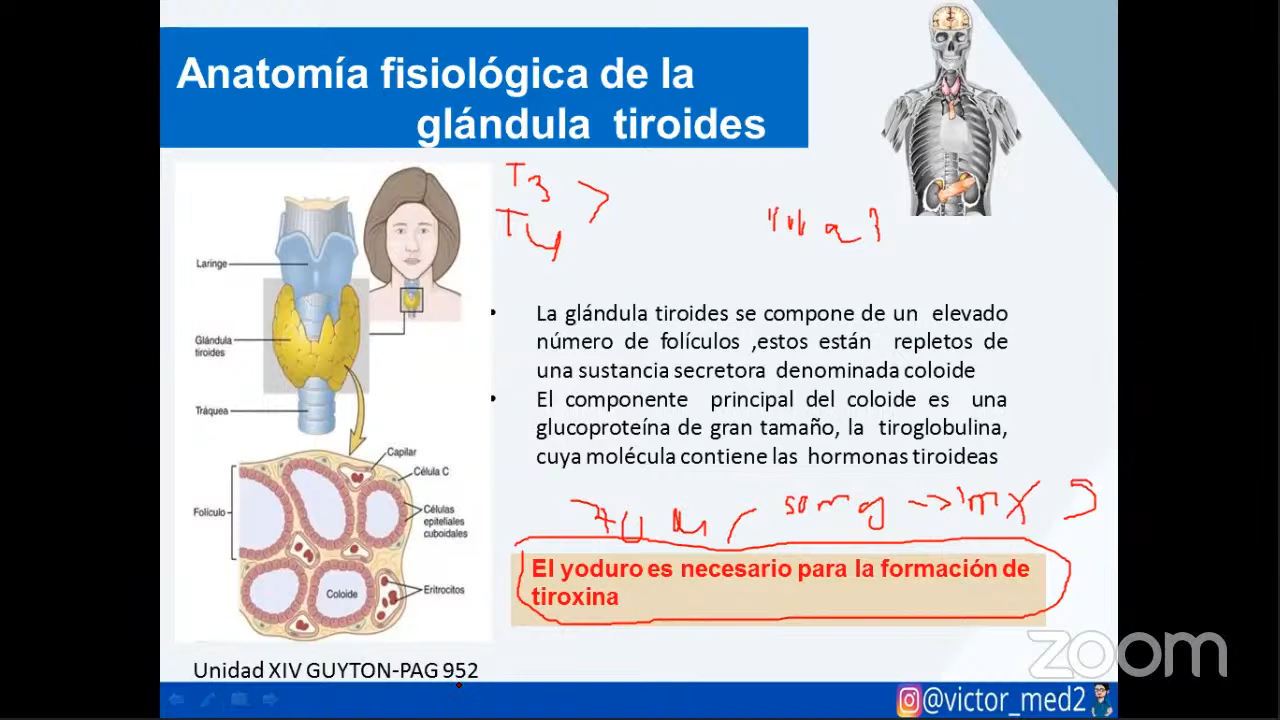 Anatomía fisiológica de la
glándula tiroides
T3
T4
Laringe
Glándula
tiroides
Tráquea
Capilar
Célula C
Folículo
Células
epiteliales
cuboidales
Coloide
Eritrocitos
• La glándula tiroides se compone de un elevado
número de folículos ,estos están repletos de
una sustancia secretora denominada coloide
• El componente principal del coloide es una
glucoproteína de gran tamaño, la tiroglobulina,
cuya molécula contiene las hormonas tiroideas
50 mg
El yoduro es necesario para la formación de
tiroxina
Unidad XIV GUYTON-PAG 952
zoom
@victor_med2